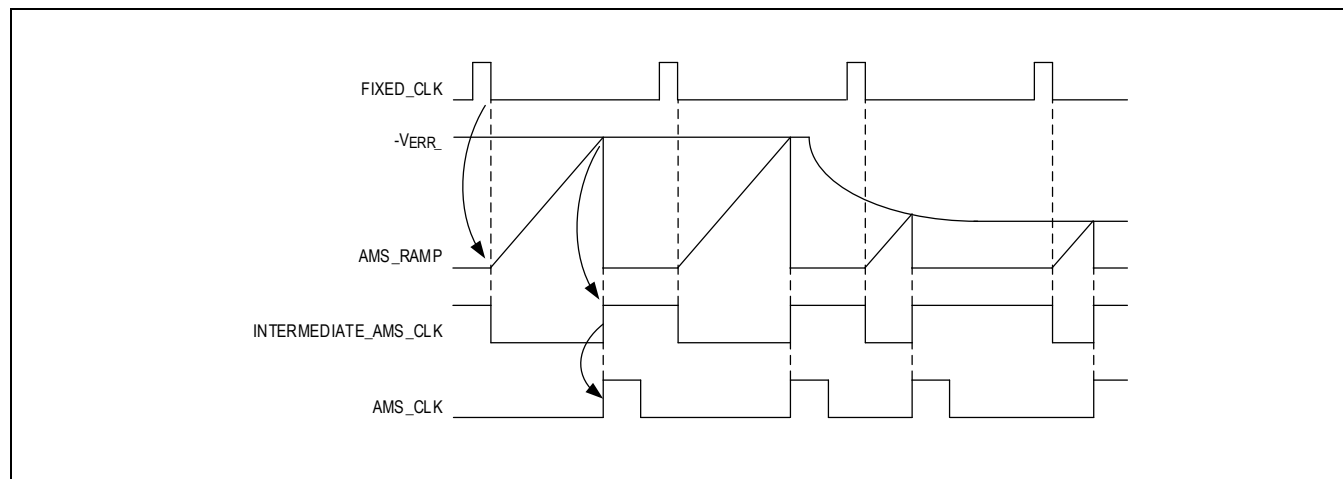 FIXED_CLK
-VERR_
AMS_RAMP
INTERMEDIATE_AMS_CLK
AMS_CLK